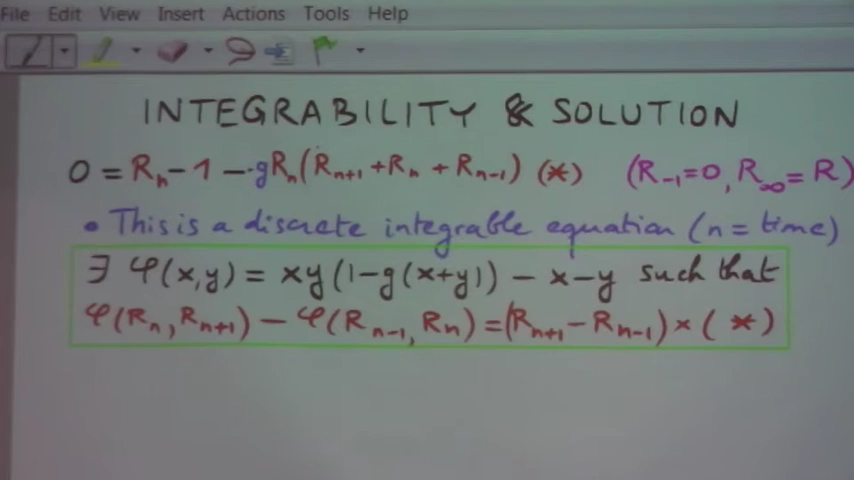 File Edit View Insert Actions Tools Help
INTEGRABILITY & SOLUTION
0 = Rₙ - 1 - gRₙ(Rₙ₊₁ + Rₙ + Rₙ₋₁) (*) (R₋₁=0, R∞= R)
• This is a discrete integrable equation (n = time)
∃ φ(x,y) = xy(1-g(x+y)) - x-y such that
φ(Rₙ, Rₙ₊₁) - φ(Rₙ₋₁, Rₙ) = (Rₙ₊₁ - Rₙ₋₁) × (*)